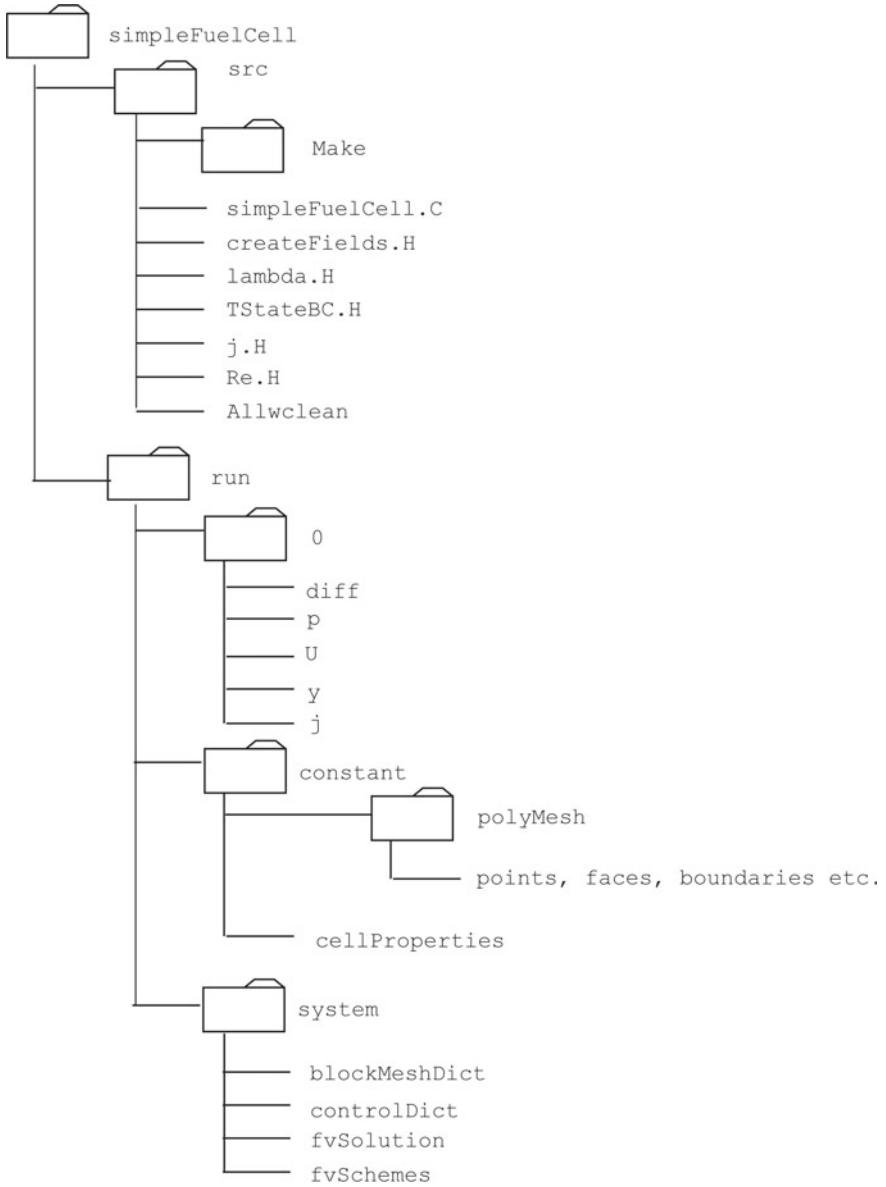 simpleFuelCell
src
Make
simpleFuelCell.C
createFields.H
lambda.H
TStateBC.H
j.H
Re.H
Allwclean
run
0
diff
p
U
y
j
constant
polyMesh
points, faces, boundaries etc.
cellProperties
system
blockMeshDict
controlDict
fvSolution
fvSchemes